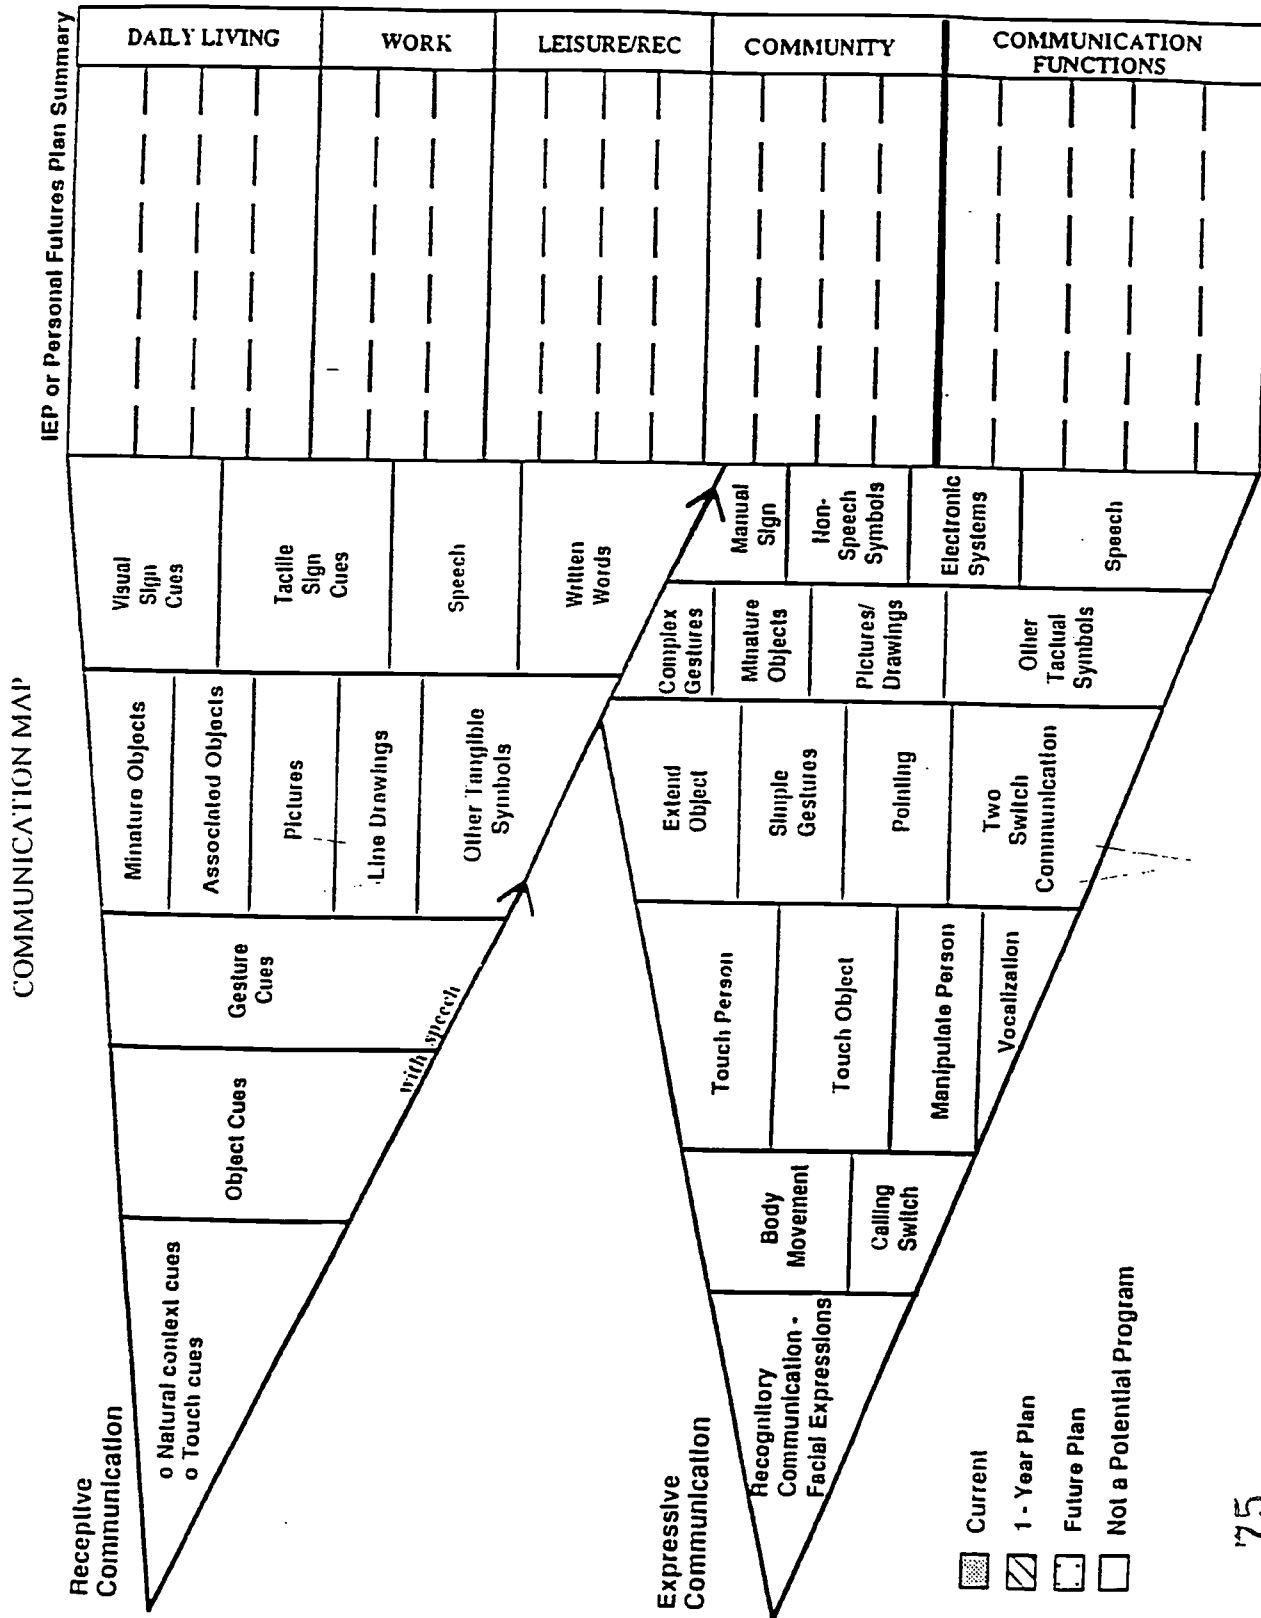 COMMUNICATION MAP
IEP or Personal Futures Plan Summary
DAILY LIVING
WORK
LEISURE/REC
COMMUNITY
COMMUNICATION
FUNCTIONS
Receptive
Communication
o Natural context cues
o Touch cues
Object Cues
Gesture
Cues
with speech
Minature Objects
Associated Objects
Pictures
Line Drawings
Other Tangible
Symbols
Visual
Sign
Cues
Tactile
Sign
Cues
Speech
Written
Words
Expressive
Communication
Recognitory
Communication -
Facial Expressions
Body
Movement
Calling
Switch
Touch Person
Touch Object
Manipulate Person
Vocalization
Extend
Object
Simple
Gestures
Pointing
Two
Switch
Communication
Complex
Gestures
Minature
Objects
Pictures/
Drawings
Other
Tactual
Symbols
Manual
Sign
Non-
Speech
Symbols
Electronic
Systems
Speech
Current
1 - Year Plan
Future Plan
Not a Potential Program
75